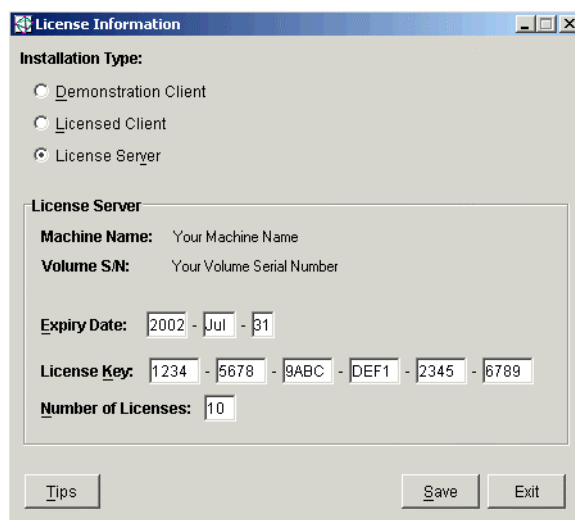 License Information
Installation Type:
Demonstration Client
Licensed Client
License Server
License Server
Machine Name: Your Machine Name
Volume S/N: Your Volume Serial Number
Expiry Date: 2002 - Jul - 31
License Key: 1234 - 5678 - 9ABC - DEF1 - 2345 - 6789
Number of Licenses: 10
Tips Save Exit